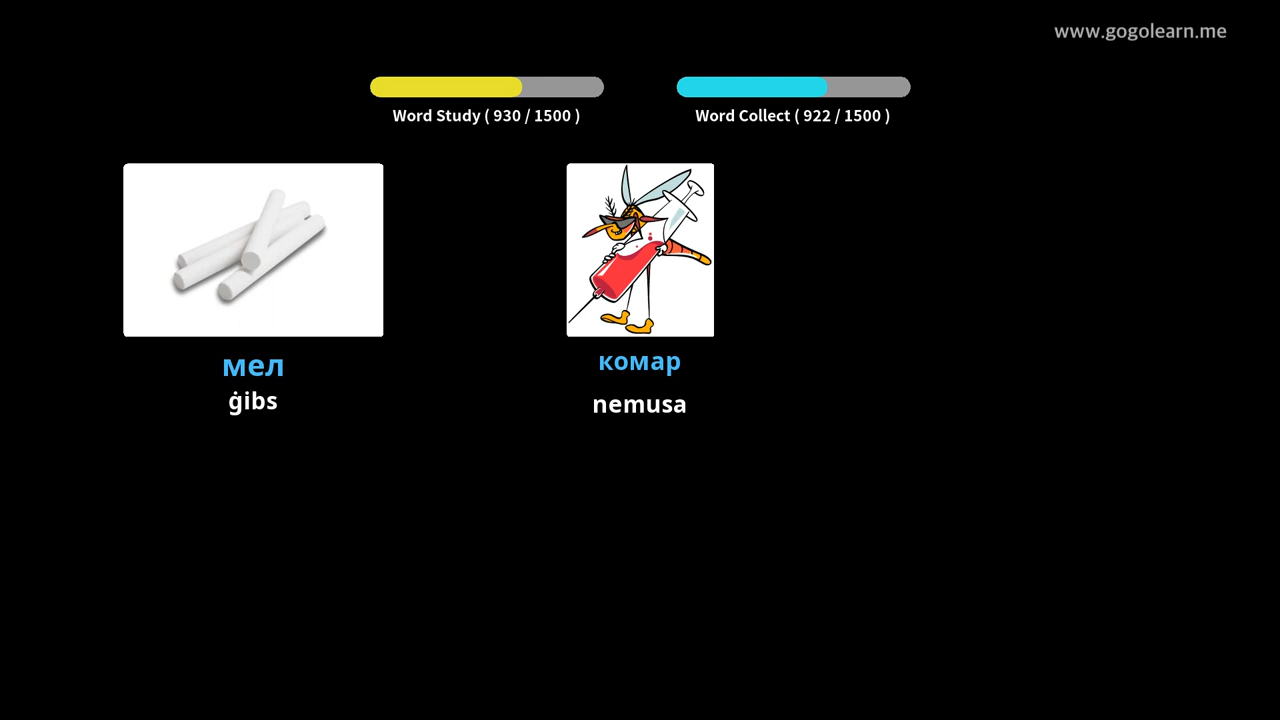 www.gogolearn.me
Word Study ( 930 / 1500 )
Word Collect ( 922 / 1500 )
мел
ġibs
комар
nemusa